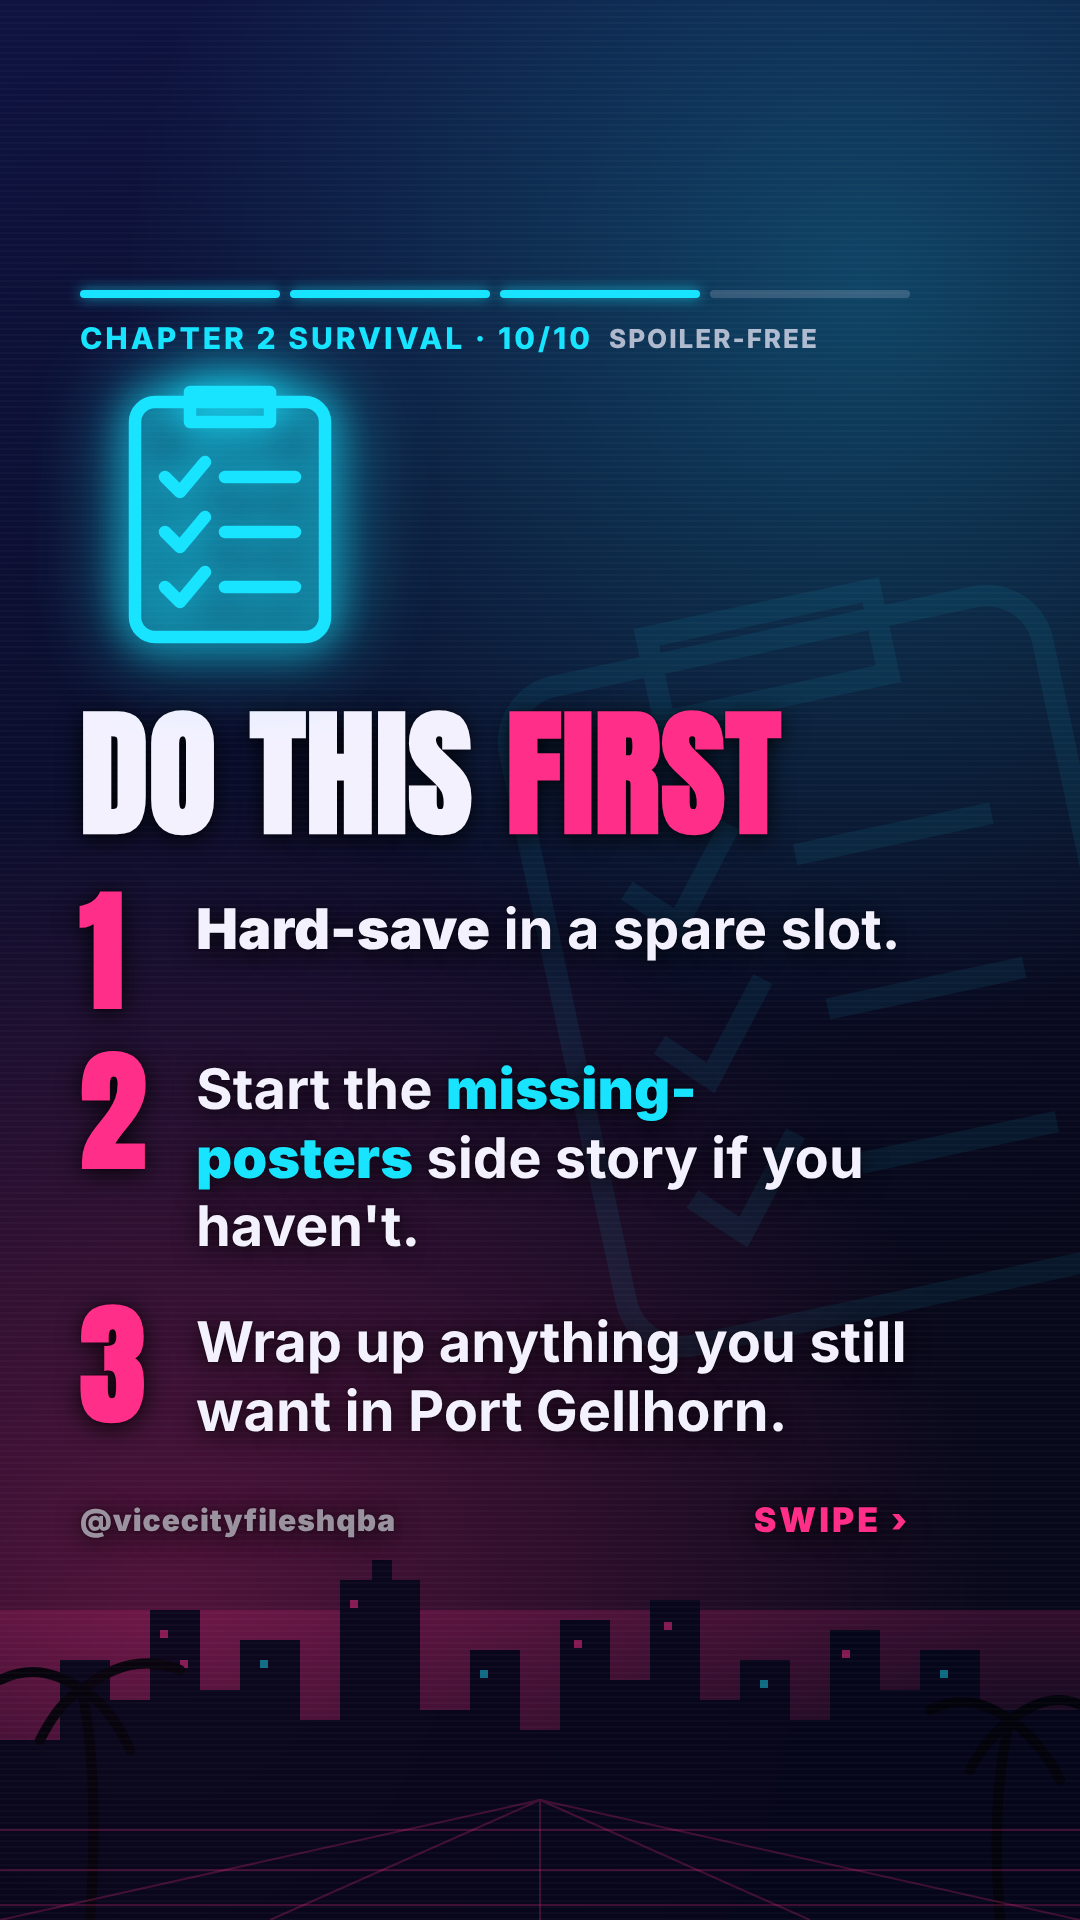 CHAPTER 2 SURVIVAL · 10/10 SPOILER-FREE
DO THIS FIRST
1 Hard-save in a spare slot.
2 Start the missing-
posters side story if you
haven't.
3 Wrap up anything you still
want in Port Gellhorn.
@vicecityfileshqba SWIPE ›